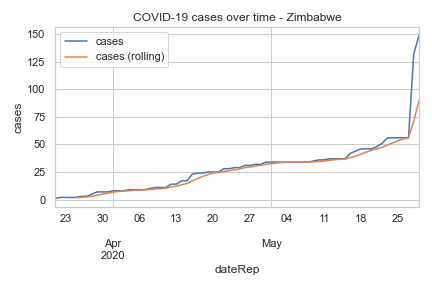 COVID-19 cases over time - Zimbabwe
cases
cases (rolling)
150
125
100
75
50
25
0
cases
23 30 06 13 20 27 04 11 18 25
Apr May
2020
dateRep